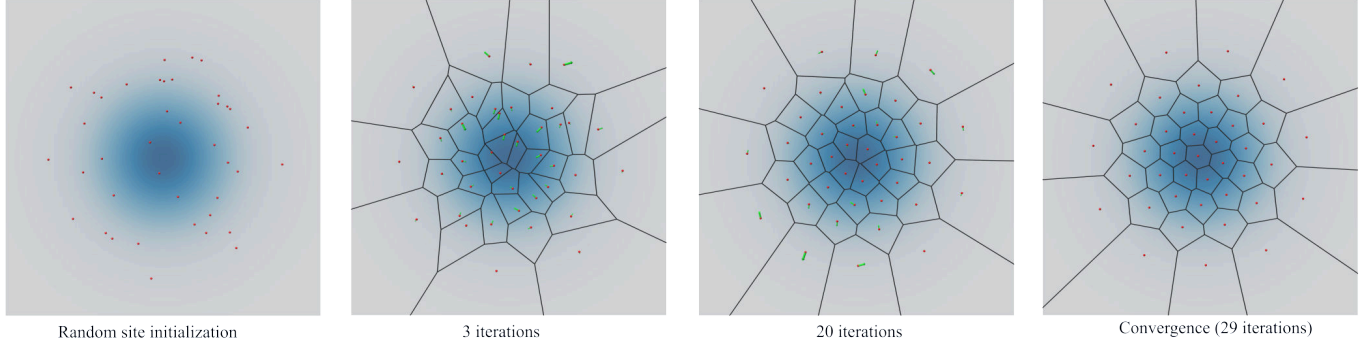 Random site initialization
3 iterations
20 iterations
Convergence (29 iterations)